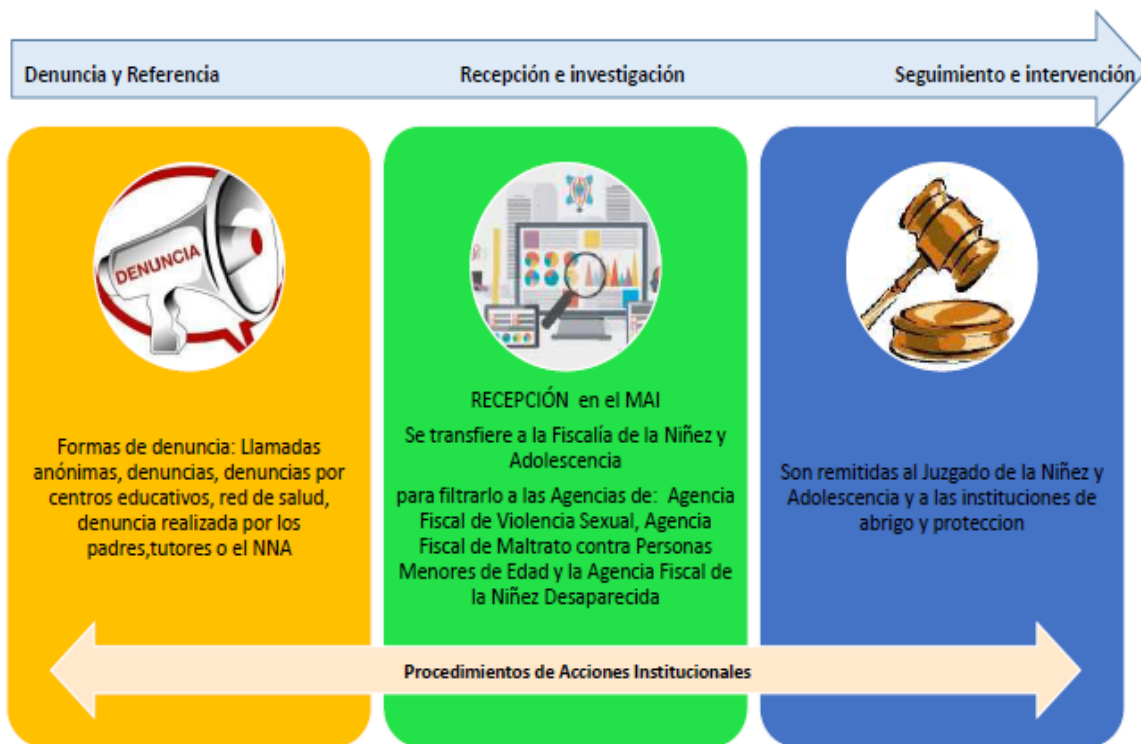 Denuncia y Referencia
Recepción e investigación
Seguimiento e intervención
DENUNCIA
Formas de denuncia: Llamadas
anónimas, denuncias, denuncias por
centros educativos, red de salud,
denuncia realizada por los
padres,tutores o el NNA
RECEPCIÓN en el MAI
Se transfiere a la Fiscalía de la Niñez y
Adolescencia
para filtrarlo a las Agencias de: Agencia
Fiscal de Violencia Sexual, Agencia
Fiscal de Maltrato contra Personas
Menores de Edad y la Agencia Fiscal de
la Niñez Desaparecida
Son remitidas al Juzgado de la Niñez y
Adolescencia y a las instituciones de
abrigo y proteccion
Procedimientos de Acciones Institucionales